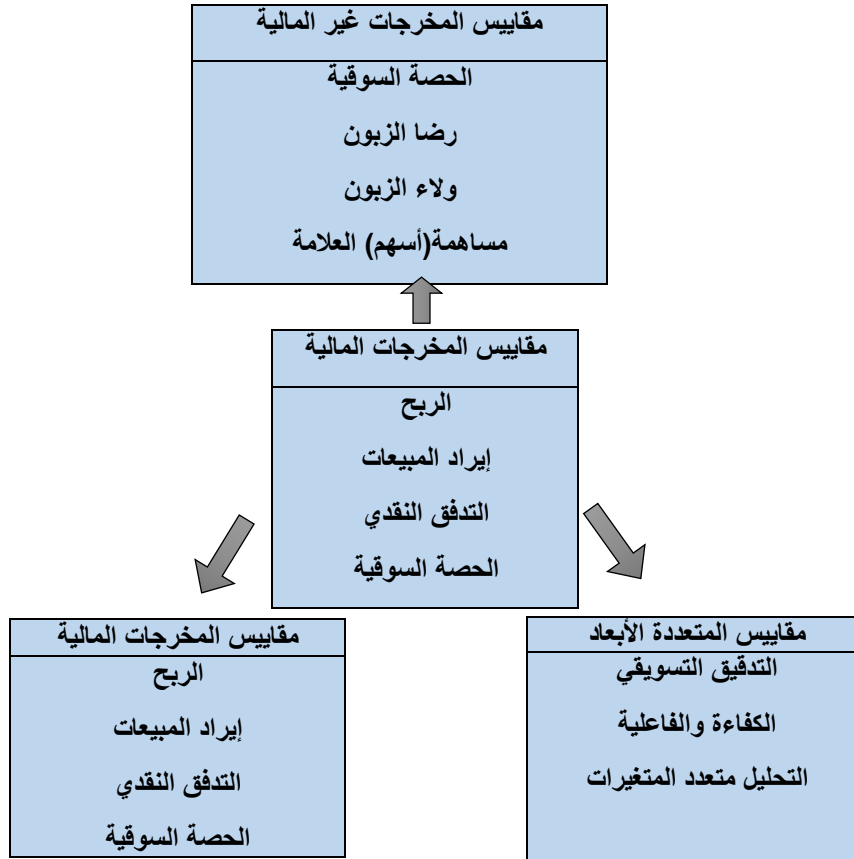 مقاييس المخرجات غير المالية
الحصة السوقية
رضا الزبون
ولاء الزبون
مساهمة(أسهم) العلامة
مقاييس المخرجات المالية
الربح
إيراد المبيعات
التدفق النقدي
الحصة السوقية
مقاييس المتعددة الأبعاد
التدقيق التسويقي
الكفاءة والفاعلية
التحليل متعدد المتغيرات
مقاييس المخرجات المالية
الربح
إيراد المبيعات
التدفق النقدي
الحصة السوقية